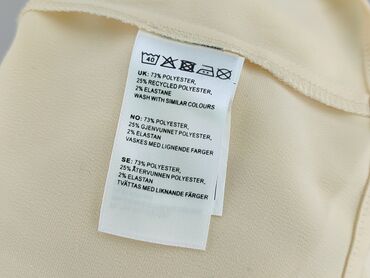 40
UK: 73% POLYESTER,
25% RECYCLED POLYESTER,
2% ELASTANE
WASH WITH SIMILAR COLOURS
NO: 73% POLYESTER,
25% GJENVUNNET POLYESTER,
2% ELASTAN
VASKES MED LIGNENDE FARGER
SE: 73% POLYESTER,
25% ÅTERVUNNEN POLYESTER,
2% ELASTAN
TVÄTTAS MED LIKNANDE FÄRGER